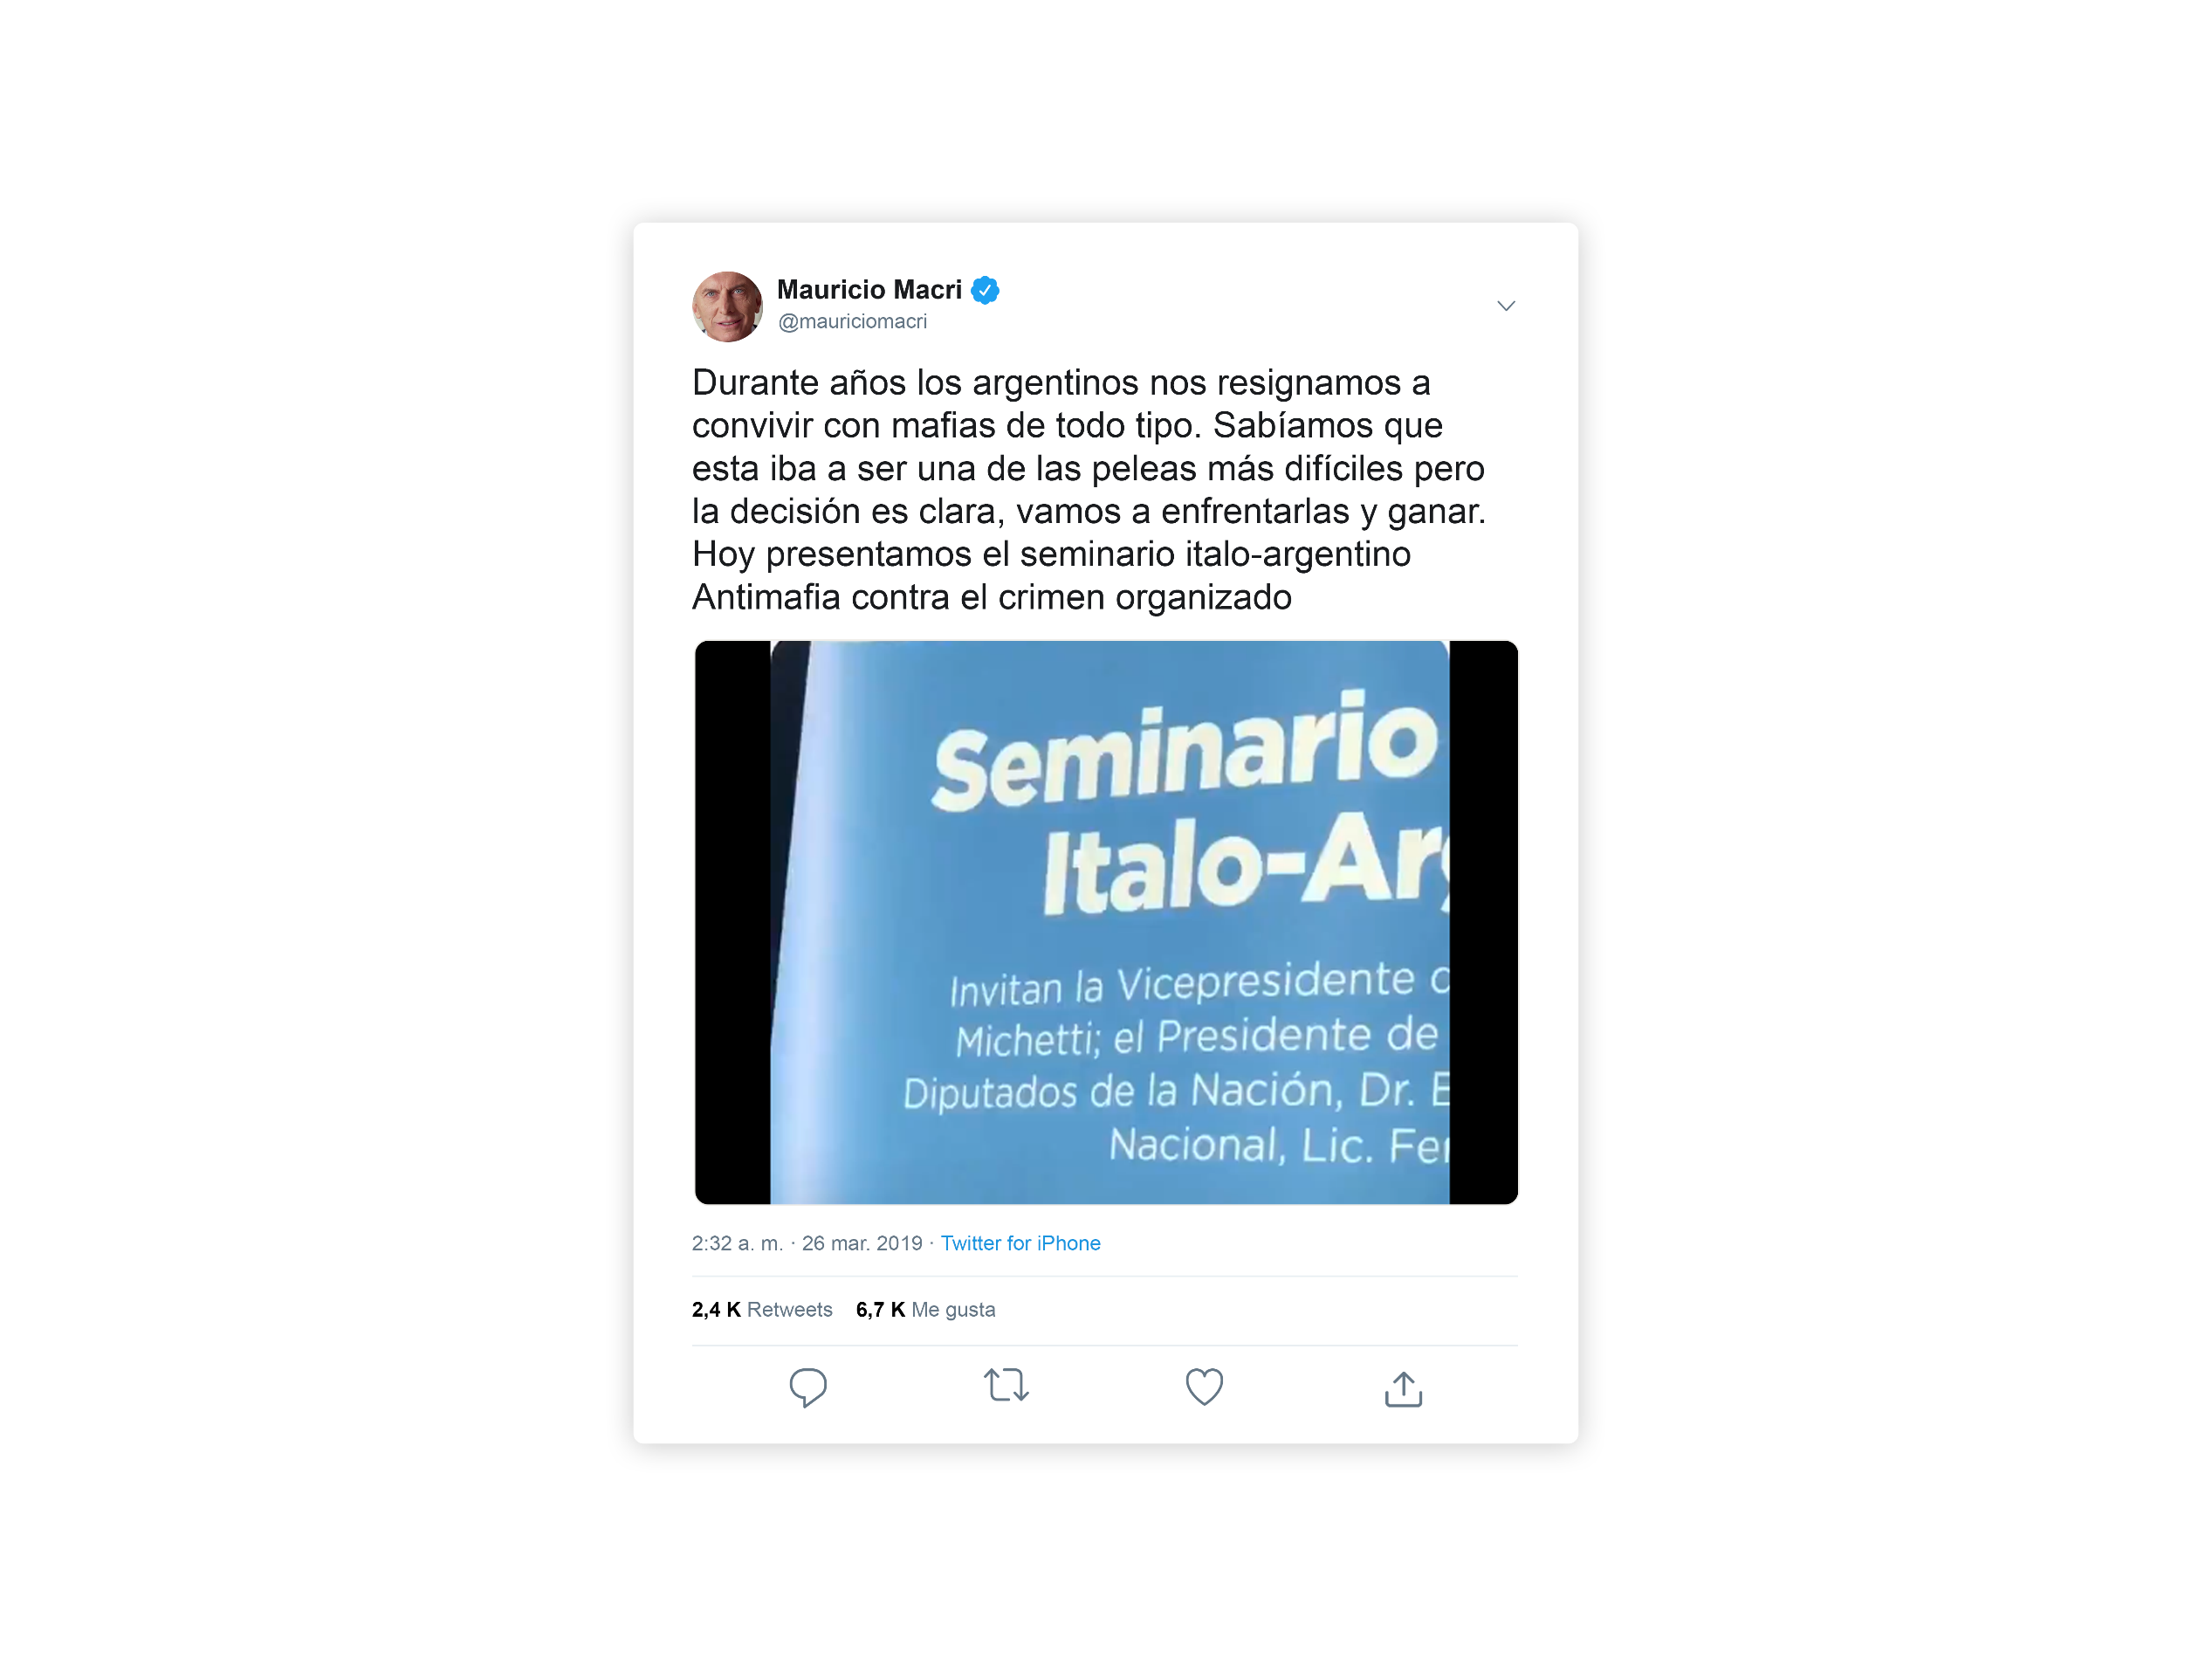 Mauricio Macri
@mauriciomacri
Durante años los argentinos nos resignamos a
convivir con mafias de todo tipo. Sabíamos que
esta iba a ser una de las peleas más difíciles pero
la decisión es clara, vamos a enfrentarlas y ganar.
Hoy presentamos el seminario italo-argentino
Antimafia contra el crimen organizado
Seminario
Italo-Ar
Invitan la Vicepresidente
Michetti; el Presidente de
Diputados de la Nación, Dr. E
Nacional, Lic. Fer
2:32 a. m. · 26 mar. 2019 · Twitter for iPhone
2,4 K Retweets 6,7 K Me gusta